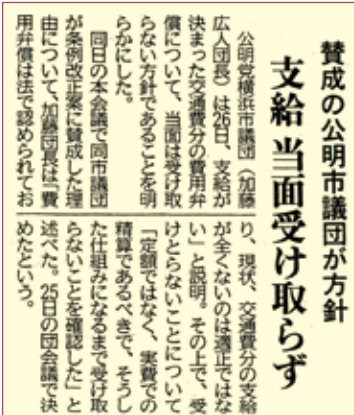 賛成の公明市議団が方針
支給 当面受け取らず
公明党横浜市議団（加藤
広人団長）は26日、支給が
決まった交通費分の費用弁
償について、当面は受け取
らない方針であることを明
らかにした。
同日の本会議で同市議団
が条例改正案に賛成した理
由について、加藤団長は「費
用弁償は法で認められてお
り、現状、交通費分の支給
が全くないのは適正ではな
い」と説明。その上で、受
けとらないことについて
「定額ではなく、実費での
精算であるべきで、そうし
た仕組みになるまで受け取
らないことを確認した」と
述べた。25日の団会議で決
めたという。